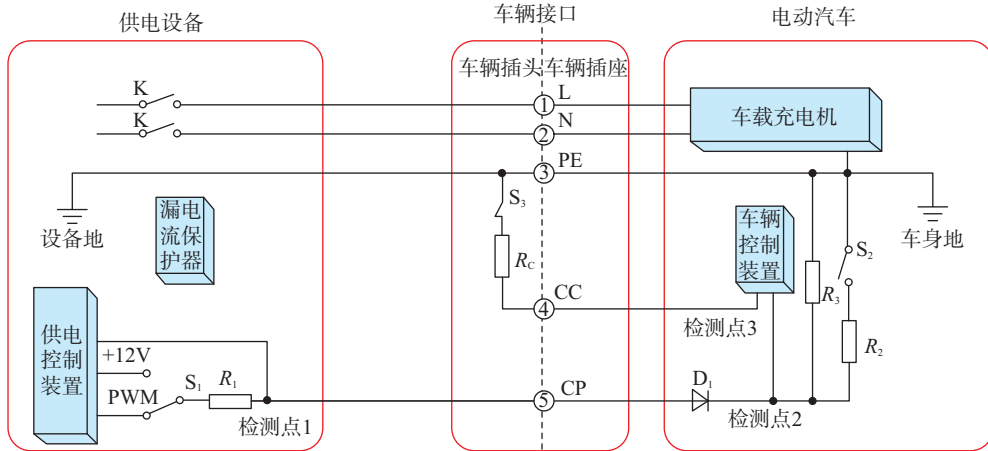 供电设备
车辆接口
电动汽车
车辆插头
车辆插座
K
① L
车载充电机
K
② N
③ PE
设备地
漏电
流保
护器
S₃
R_C
车辆
控制
装置
R₃
S₂
车身地
④ CC
检测点3
R₂
供电
控制
装置
+12V
PWM
S₁
R₁
检测点1
⑤ CP
D₁
检测点2